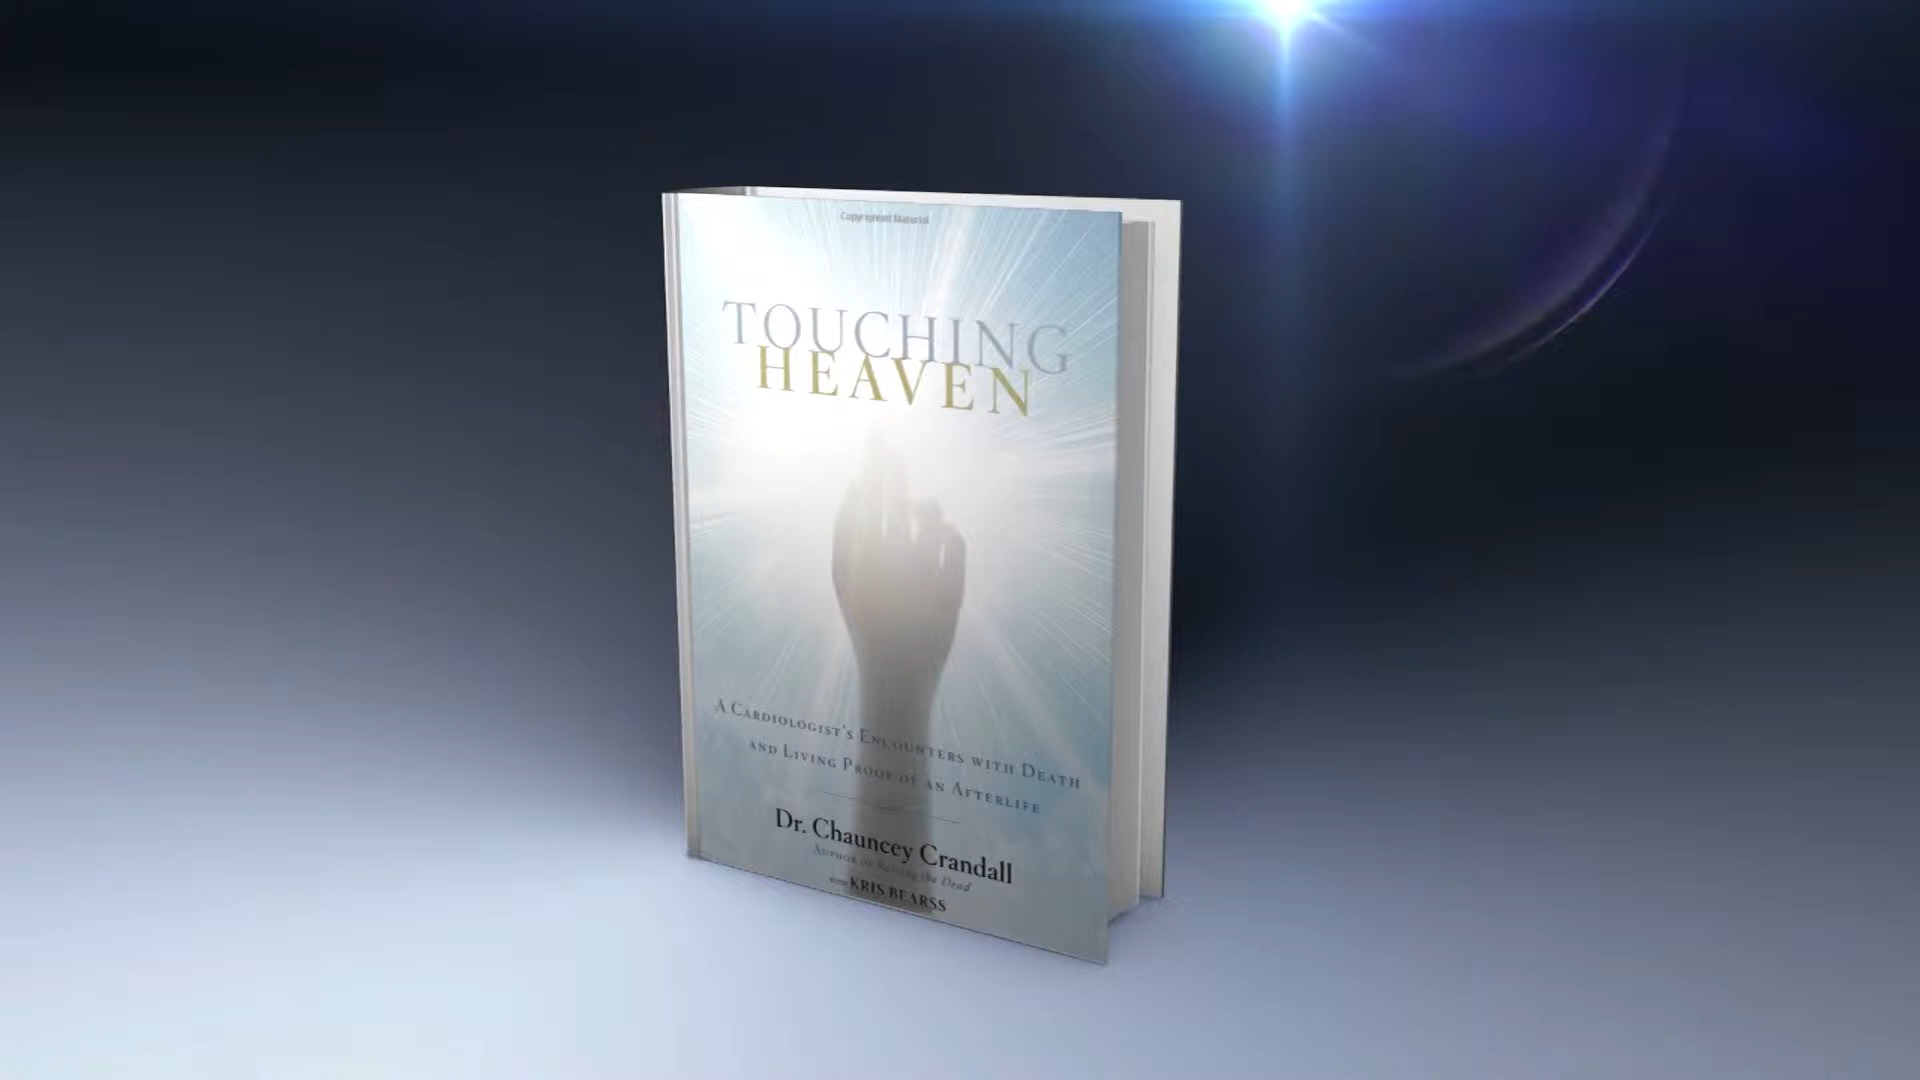 Copyrighted Material
TOUCHING
HEAVEN
A Cardiologist's Encounters with Death
and Living Proof of an Afterlife
Dr. Chauncey Crandall
Author of Raising the Dead
with KRIS BEARSS